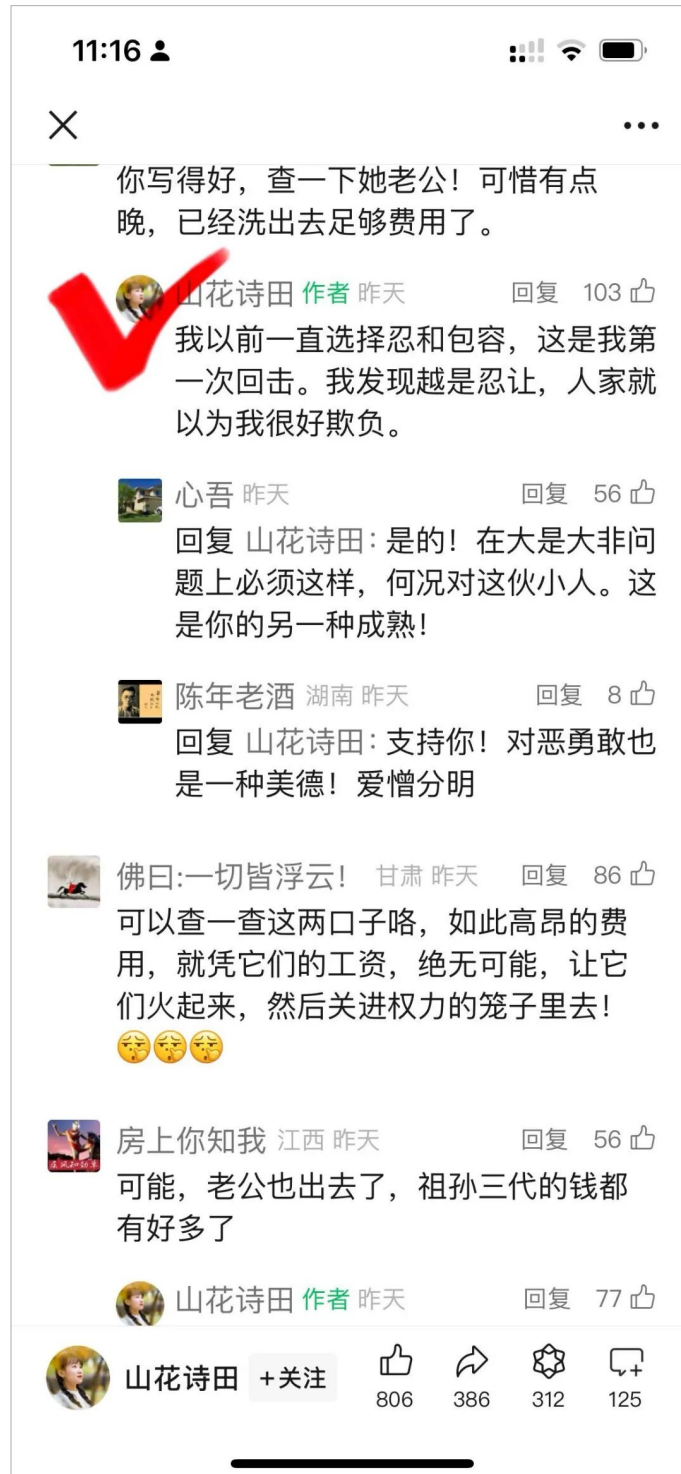 11:16
你写得好，查一下她老公！可惜有点
晚，已经洗出去足够费用了。
山花诗田 作者 昨天 回复 103
我以前一直选择忍和包容，这是我第
一次回击。我发现越是忍让，人家就
以为我很好欺负。
心吾 昨天 回复 56
回复 山花诗田：是的！在大是大非问
题上必须这样，何况对这伙小人。这
是你的另一种成熟！
陈年老酒 湖南 昨天 回复 8
回复 山花诗田：支持你！对恶勇敢也
是一种美德！爱憎分明
佛曰:一切皆浮云！ 甘肃 昨天 回复 86
可以查一查这两口子咯，如此高昂的费
用，就凭它们的工资，绝无可能，让它
们火起来，然后关进权力的笼子里去！
房上你知我 江西 昨天 回复 56
可能，老公也出去了，祖孙三代的钱都
有好多了
山花诗田 作者 昨天 回复 77
山花诗田 +关注
806 386 312 125